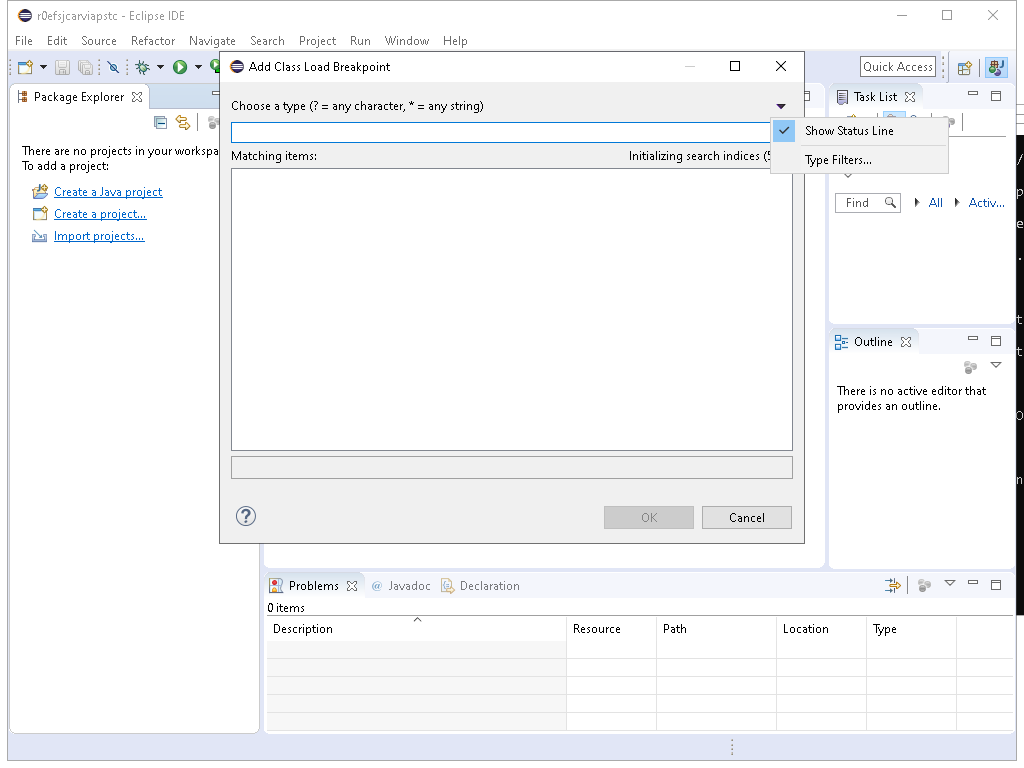 r0efsjcarviapstc - Eclipse IDE
File Edit Source Refactor Navigate Search Project Run Window Help
Quick Access
Add Class Load Breakpoint
Package Explorer
Task List
Choose a type (? = any character, * = any string)
Show Status Line
Type Filters...
There are no projects in your workspa
To add a project:
Matching items:
Initializing search indices (
Create a Java project
Create a project...
Import projects...
Find
All
Activ...
Outline
There is no active editor that
provides an outline.
OK
Cancel
Problems
@ Javadoc
Declaration
0 items
Description
Resource
Path
Location
Type